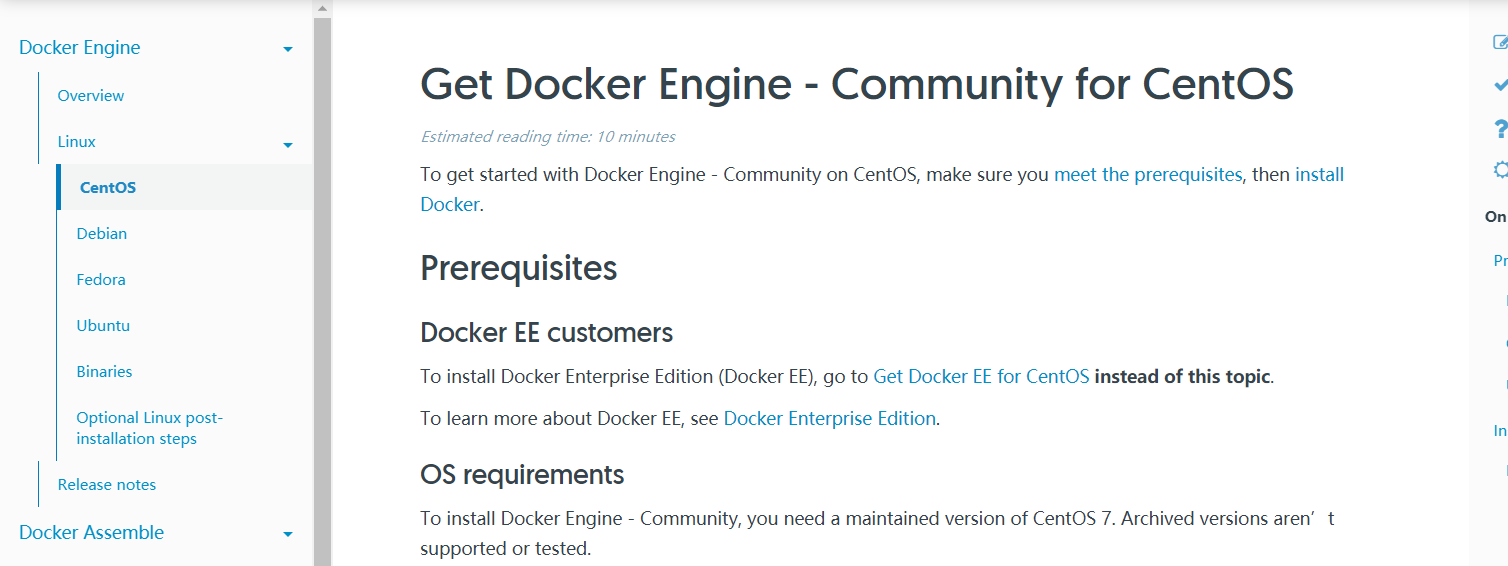 Docker Engine
Overview
Linux
CentOS
Debian
Fedora
Ubuntu
Binaries
Optional Linux post-
installation steps
Release notes
Docker Assemble
Get Docker Engine - Community for CentOS
Estimated reading time: 10 minutes
To get started with Docker Engine - Community on CentOS, make sure you meet the prerequisites, then install
Docker.
Prerequisites
Docker EE customers
To install Docker Enterprise Edition (Docker EE), go to Get Docker EE for CentOS instead of this topic.
To learn more about Docker EE, see Docker Enterprise Edition.
OS requirements
To install Docker Engine - Community, you need a maintained version of CentOS 7. Archived versions aren’t
supported or tested.
On
Pr
In